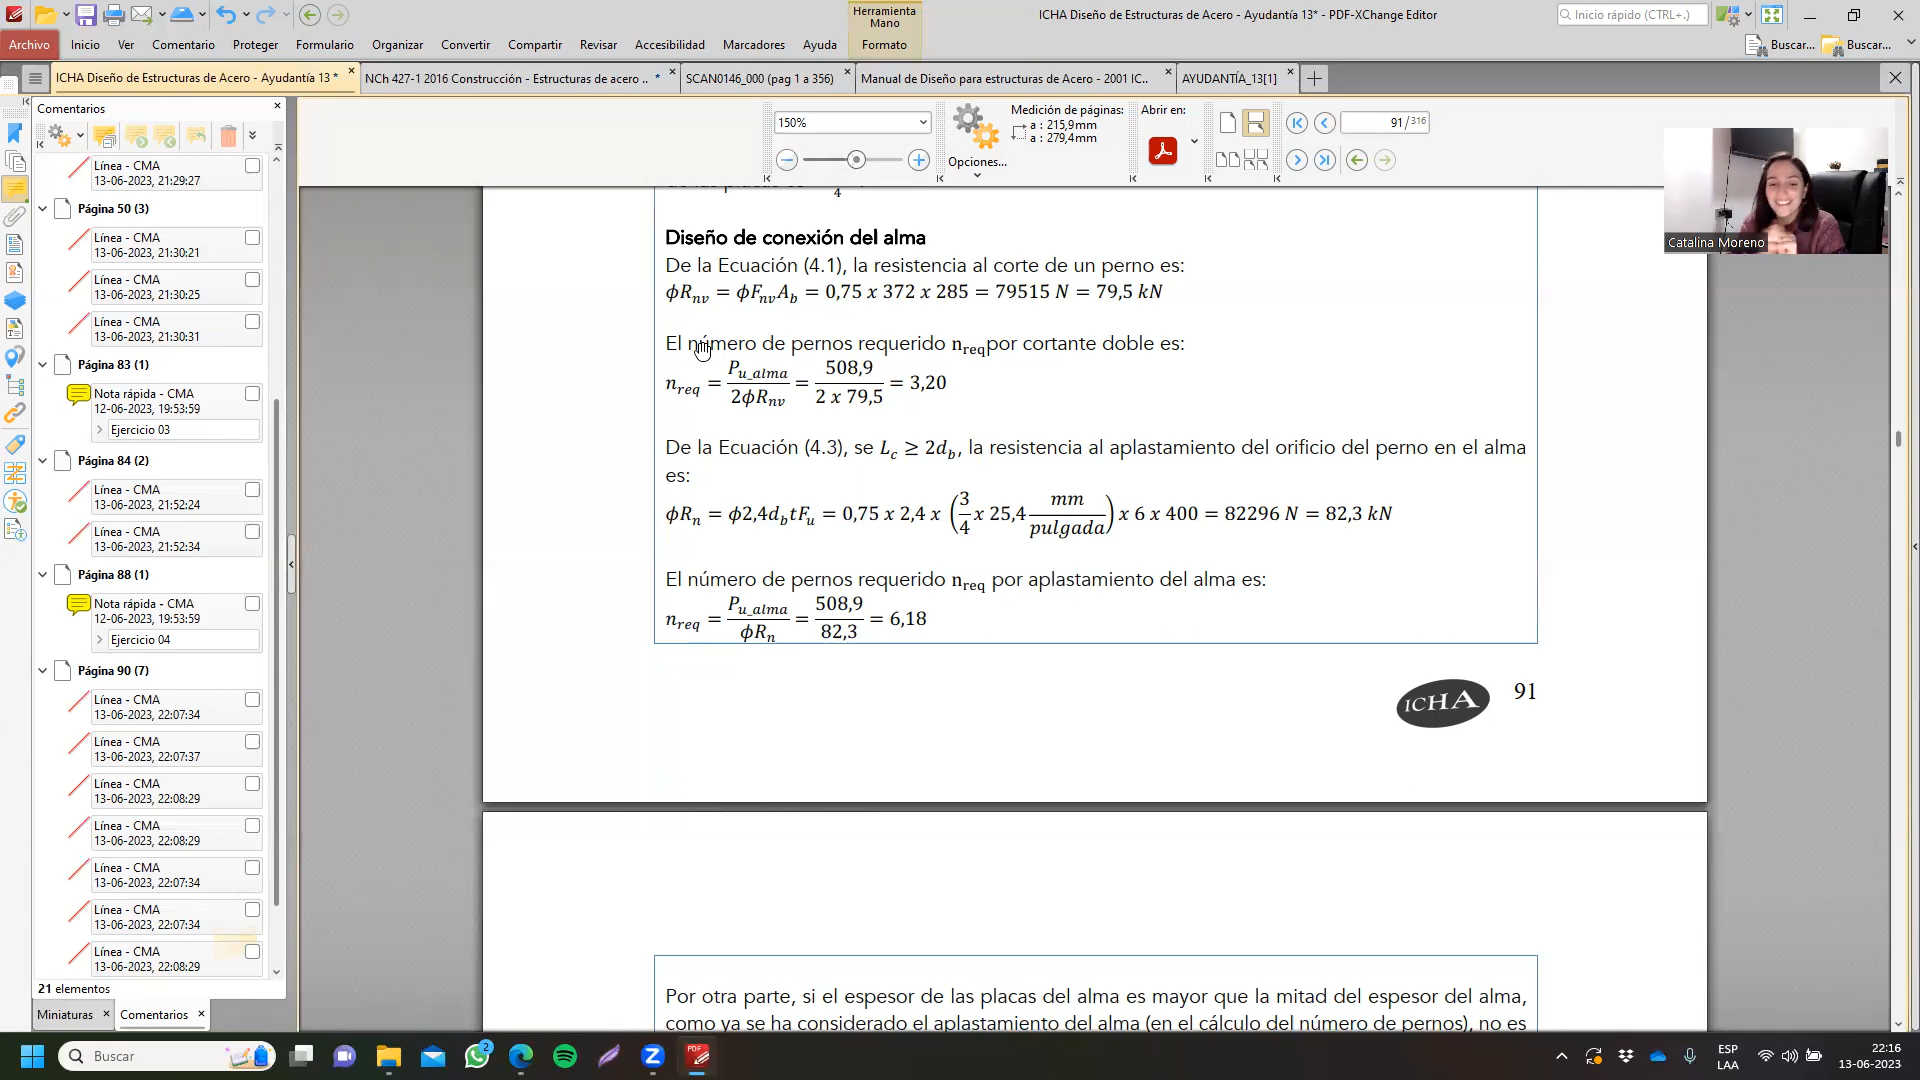 Herramienta
Mano
ICHA Diseño de Estructuras de Acero - Ayudantía 13* - PDF-XChange Editor
Inicio rápido (CTRL+.)
Archivo Inicio Ver Comentario Proteger Formulario Organizar Convertir Compartir Revisar Accesibilidad Marcadores Ayuda Formato
Buscar... Buscar...
ICHA Diseño de Estructuras de Acero - Ayudantía 13 * × NCh 427-1 2016 Construcción - Estructuras de acero .. * × SCAN0146_000 (pag 1 a 356) × Manual de Diseño para estructuras de Acero - 2001 IC.. × AYUDANTÍA_13[1] ×
Comentarios ×
150%
Opciones...
Medición de páginas:
a : 215,9mm
a : 279,4mm
Abrir en:
91 / 316
Catalina Moreno
Línea - CMA
13-06-2023, 21:29:27
Página 50 (3)
Línea - CMA
13-06-2023, 21:30:21
Línea - CMA
13-06-2023, 21:30:25
Línea - CMA
13-06-2023, 21:30:31
Página 83 (1)
Nota rápida - CMA
12-06-2023, 19:53:59
Ejercicio 03
Página 84 (2)
Línea - CMA
13-06-2023, 21:52:24
Línea - CMA
13-06-2023, 21:52:34
Página 88 (1)
Nota rápida - CMA
12-06-2023, 19:53:59
Ejercicio 04
Página 90 (7)
Línea - CMA
13-06-2023, 22:07:34
Línea - CMA
13-06-2023, 22:07:37
Línea - CMA
13-06-2023, 22:08:29
Línea - CMA
13-06-2023, 22:08:29
Línea - CMA
13-06-2023, 22:07:34
Línea - CMA
13-06-2023, 22:07:34
Línea - CMA
13-06-2023, 22:08:29
21 elementos
Miniaturas × Comentarios ×
4
Diseño de conexión del alma
De la Ecuación (4.1), la resistencia al corte de un perno es:
ϕR_nv = ϕF_nv A_b = 0,75 x 372 x 285 = 79515 N = 79,5 kN
El número de pernos requerido n_req por cortante doble es:
n_req = P_u_alma / 2ϕR_nv = 508,9 / 2 x 79,5 = 3,20
De la Ecuación (4.3), se L_c ≥ 2d_b, la resistencia al aplastamiento del orificio del perno en el alma
es:
ϕR_n = ϕ2,4d_b tF_u = 0,75 x 2,4 x (3/4 x 25,4 mm/pulgada) x 6 x 400 = 82296 N = 82,3 kN
El número de pernos requerido n_req por aplastamiento del alma es:
n_req = P_u_alma / ϕR_n = 508,9 / 82,3 = 6,18
ICHA 91
Por otra parte, si el espesor de las placas del alma es mayor que la mitad del espesor del alma,
como ya se ha considerado el aplastamiento del alma (en el cálculo del número de pernos), no es
Buscar
2
PDF
ESP
LAA
22:16
13-06-2023